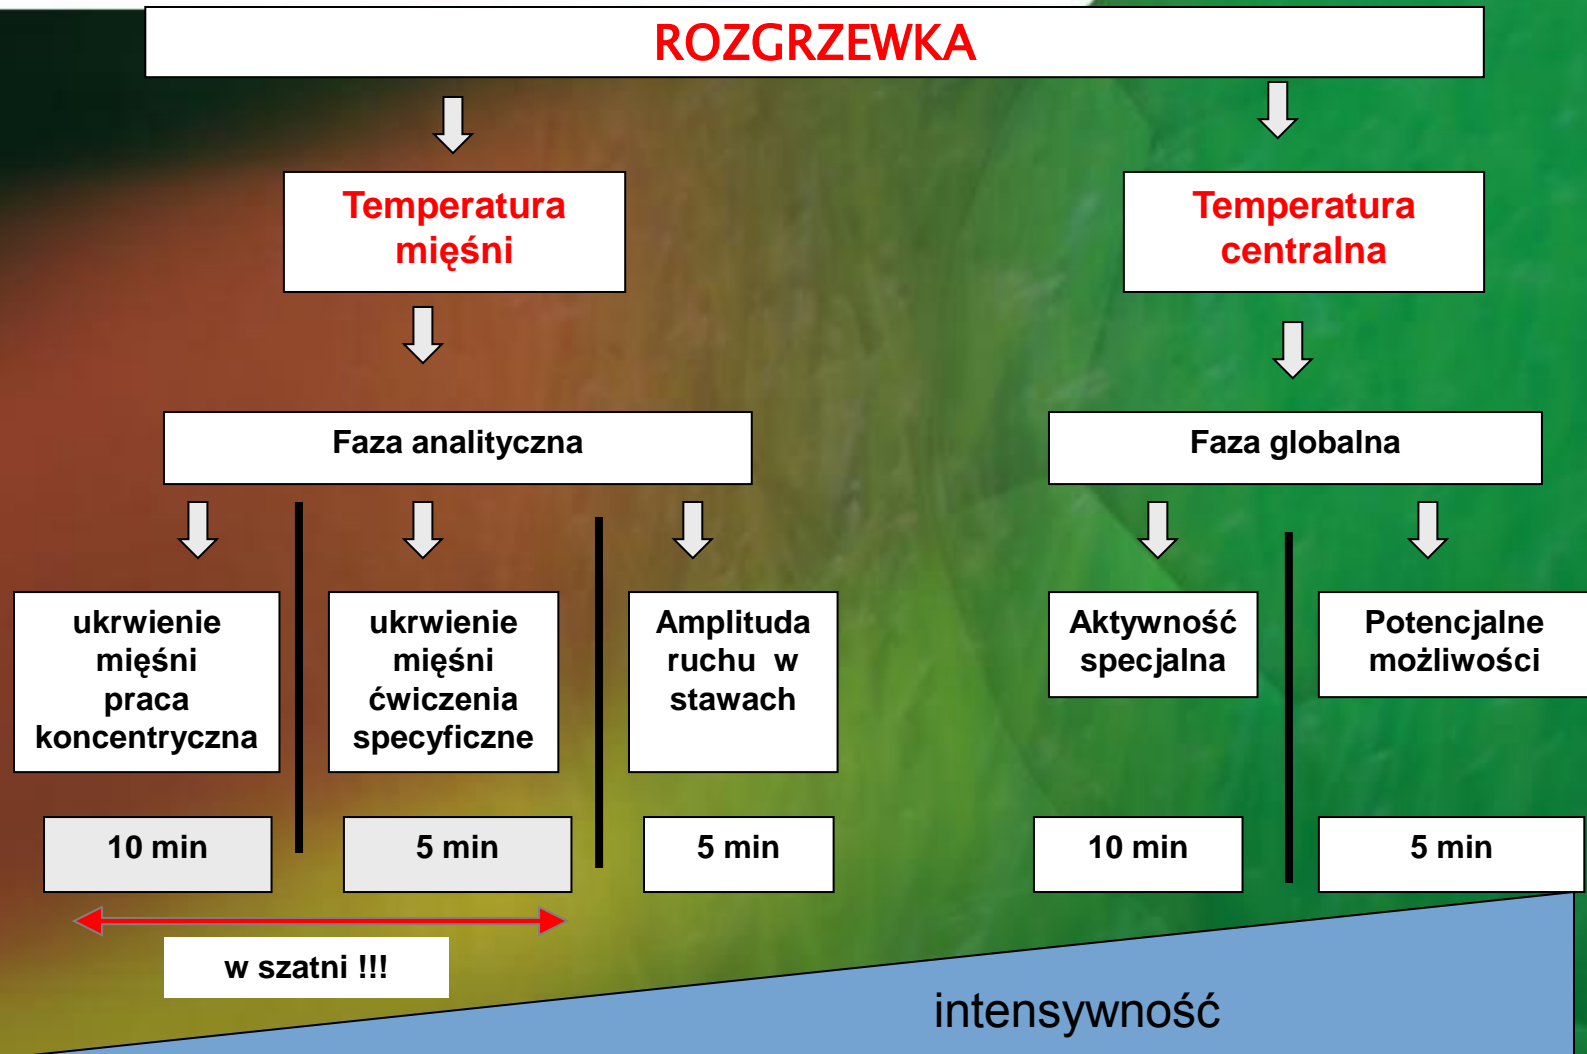 ROZGRZEWKA
Temperatura
mięśni
Temperatura
centralna
Faza analityczna
Faza globalna
ukrwienie
mięśni
praca
koncentryczna
ukrwienie
mięśni
ćwiczenia
specyficzne
Amplituda
ruchu w
stawach
Aktywność
specjalna
Potencjalne
możliwości
10 min
5 min
5 min
10 min
5 min
w szatni !!!
intensywność